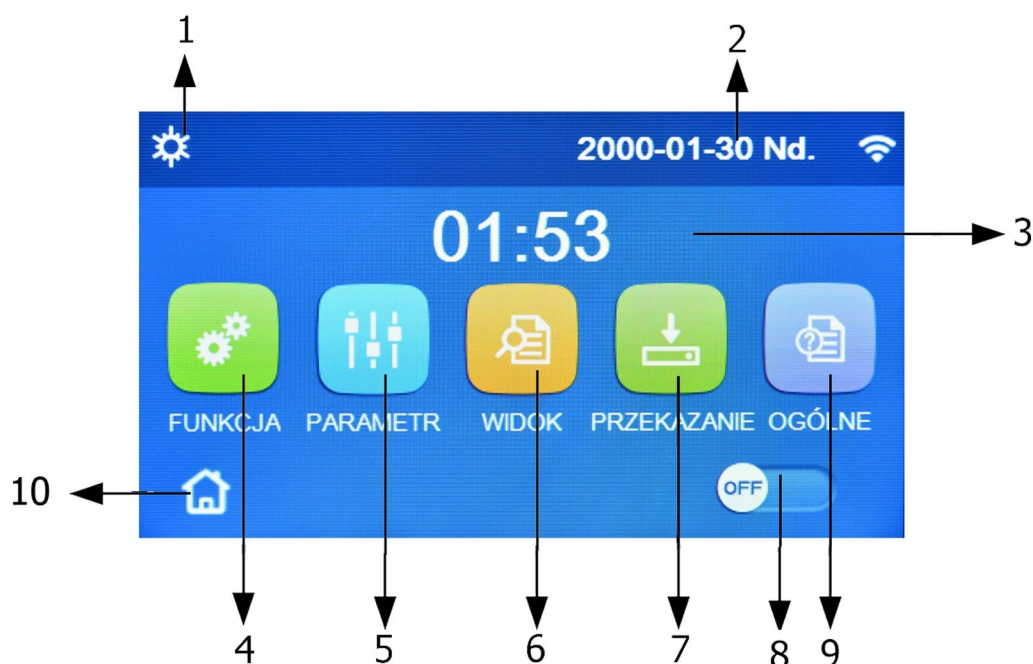 1 2
2000-01-30 Nd.
01:53 3
FUNKCJA PARAMETR WIDOK PRZEKAZANIE OGÓLNE
10 OFF
4 5 6 7 8 9